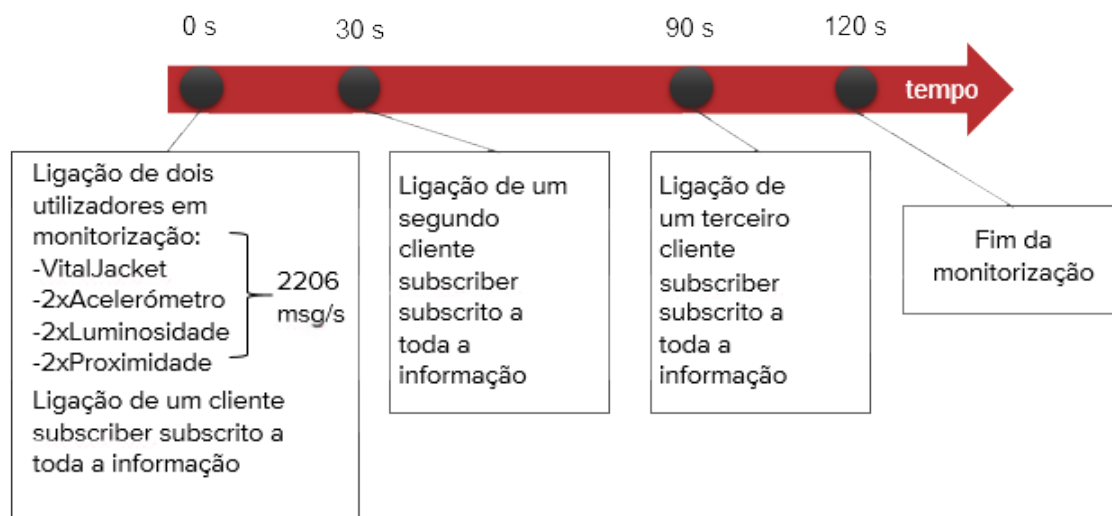 0 s
30 s
90 s
120 s
tempo
Ligação de dois
utilizadores em
monitorização:
-VitalJacket
-2xAcelerómetro
-2xLuminosidade
-2xProximidade
2206
msg/s
Ligação de um cliente
subscriber subscrito a
toda a informação
Ligação de um
segundo
cliente
subscriber
subscrito a
toda a
informação
Ligação de
um terceiro
cliente
subscriber
subscrito a
toda a
informação
Fim da
monitorização